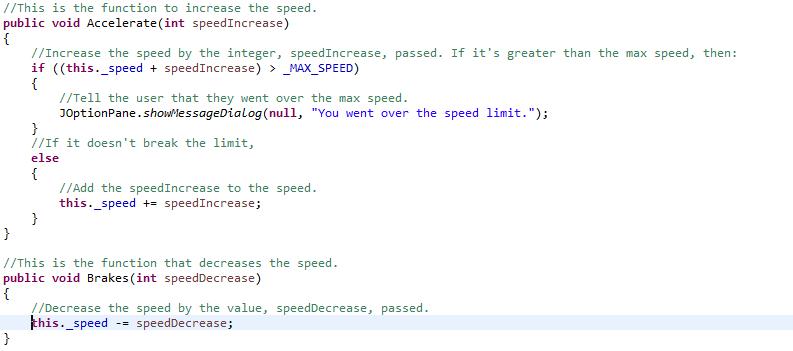 //This is the function to increase the speed.
public void Accelerate(int speedIncrease)
{
    //Increase the speed by the integer, speedIncrease, passed. If it's greater than the max speed, then:
    if ((this._speed + speedIncrease) > _MAX_SPEED)
    {
        //Tell the user that they went over the max speed.
        JOptionPane.showMessageDialog(null, "You went over the speed limit.");
    }
    //If it doesn't break the limit,
    else
    {
        //Add the speedIncrease to the speed.
        this._speed += speedIncrease;
    }
}

//This is the function that decreases the speed.
public void Brakes(int speedDecrease)
{
    //Decrease the speed by the value, speedDecrease, passed.
    this._speed -= speedDecrease;
}